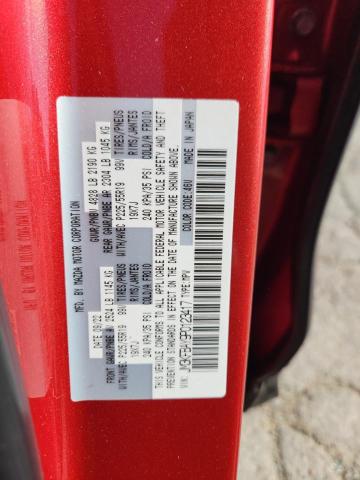 MFD. BY MAZDA MOTOR CORPORATION
DATE 09/22 GVWR/PNBV 4828 LB 2190 KG
FRONT GAWR/PNBE AV 2524 LB 1145 KG REAR GAWR/PNBE AR 2304 LB 1045 KG
WITH/AVEC P225/55R19 99V TIRES/PNEUS WITH/AVEC P225/55R19 99V TIRES/PNEUS
19X7J RIMS/JANTES 19X7J RIMS/JANTES
240 KPA/35 PSI COLD/A FROID 240 KPA/35 PSI COLD/A FROID
THIS VEHICLE CONFORMS TO ALL APPLICABLE FEDERAL MOTOR VEHICLE SAFETY AND THEFT
PREVENTION STANDARDS IN EFFECT ON THE DATE OF MANUFACTURE SHOWN ABOVE.
MADE IN JAPAN
COLOR CODE 46V
TYPE:MPV